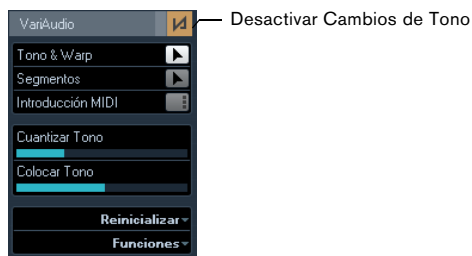 VariAudio
Desactivar Cambios de Tono
Tono & Warp
Segmentos
Introducción MIDI
Cuantizar Tono
Colocar Tono
Reinicializar
Funciones